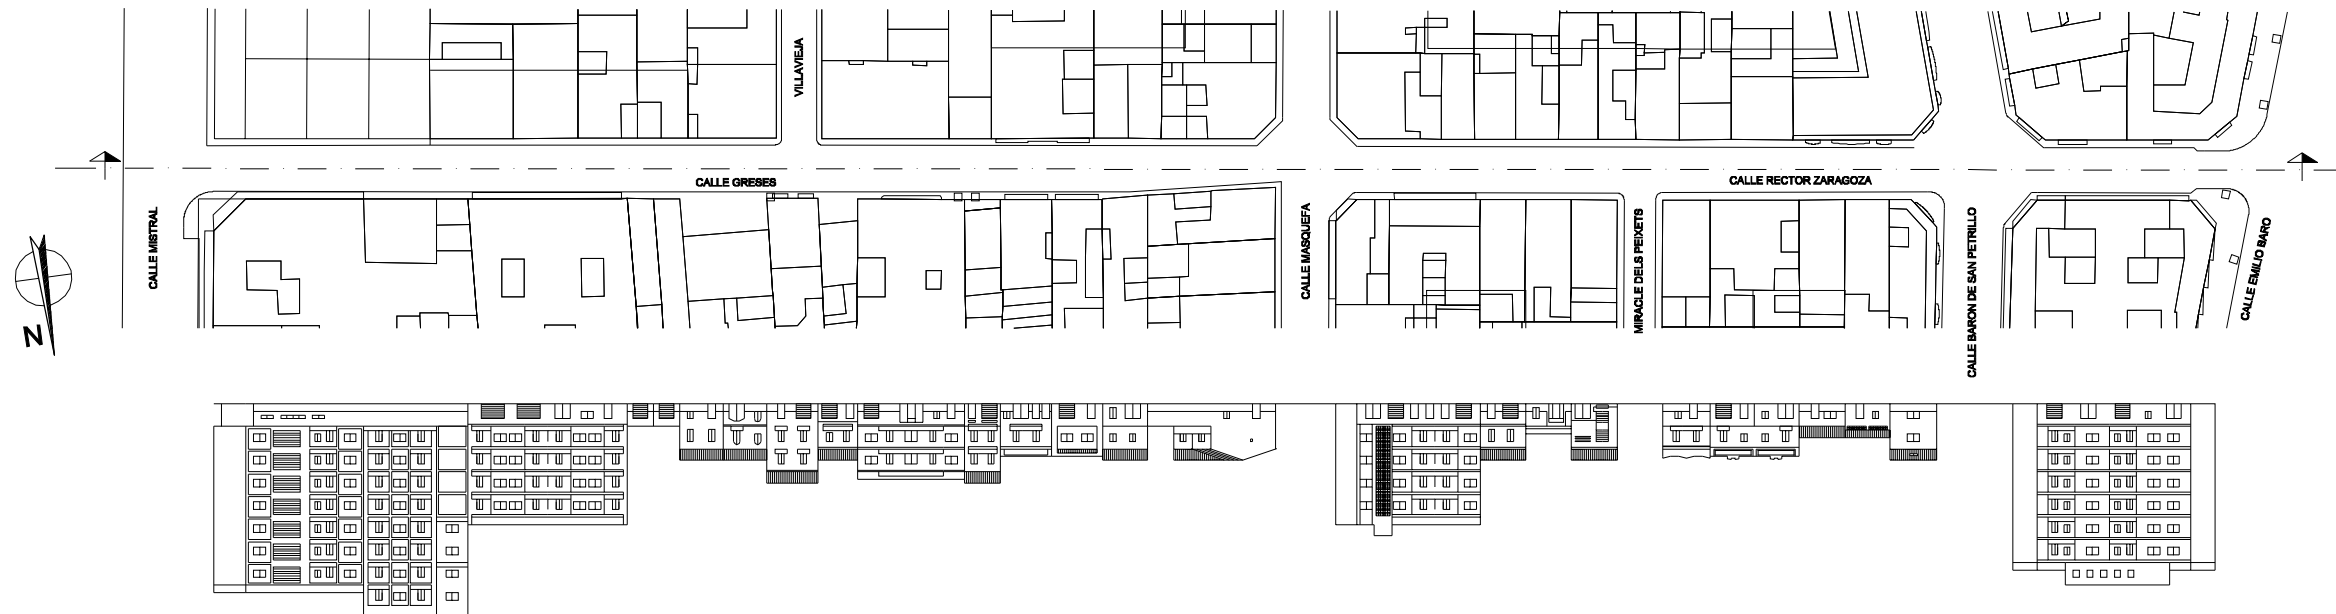 VILLAVIEJA
CALLE GRESES
CALLE RECTOR ZARAGOZA
CALLE MISTRAL
CALLE MASQUEFA
MIRACLE DELS PEIXETS
CALLE BARON DE SAN PETRILLO
CALLE EMILIO BARO
N